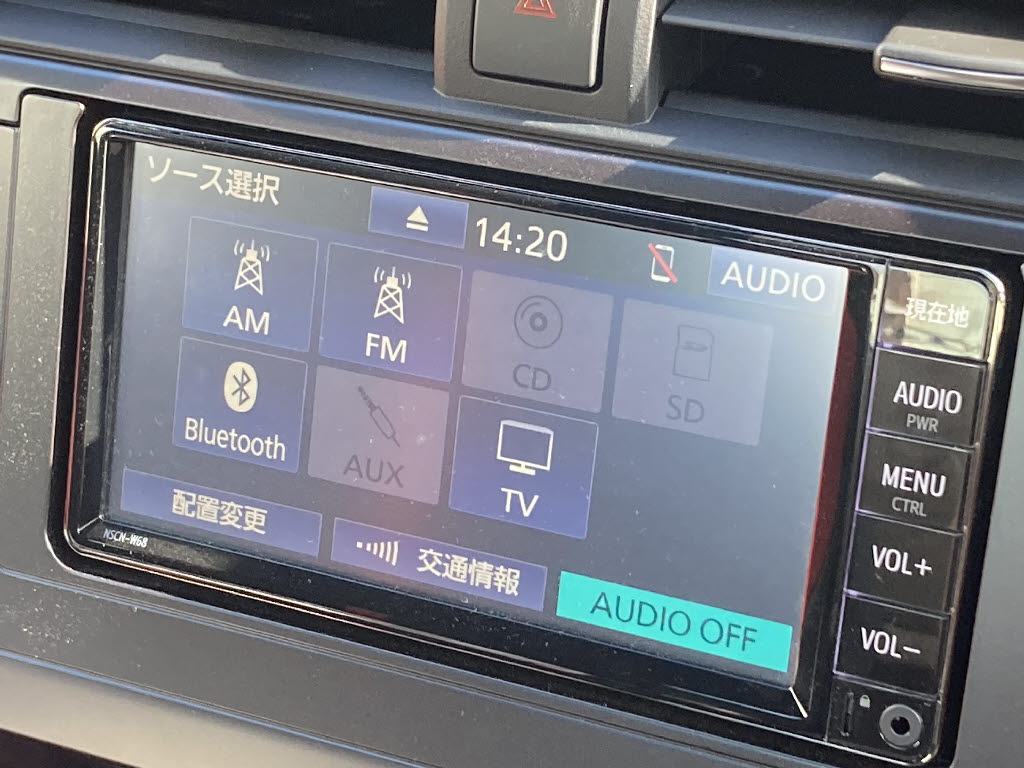 ソース選択
14:20
AUDIO
AM
FM
CD
SD
Bluetooth
AUX
TV
配置変更
交通情報
AUDIO OFF
NSCN-W68
現在地
AUDIO
PWR
MENU
CTRL
VOL+
VOL−